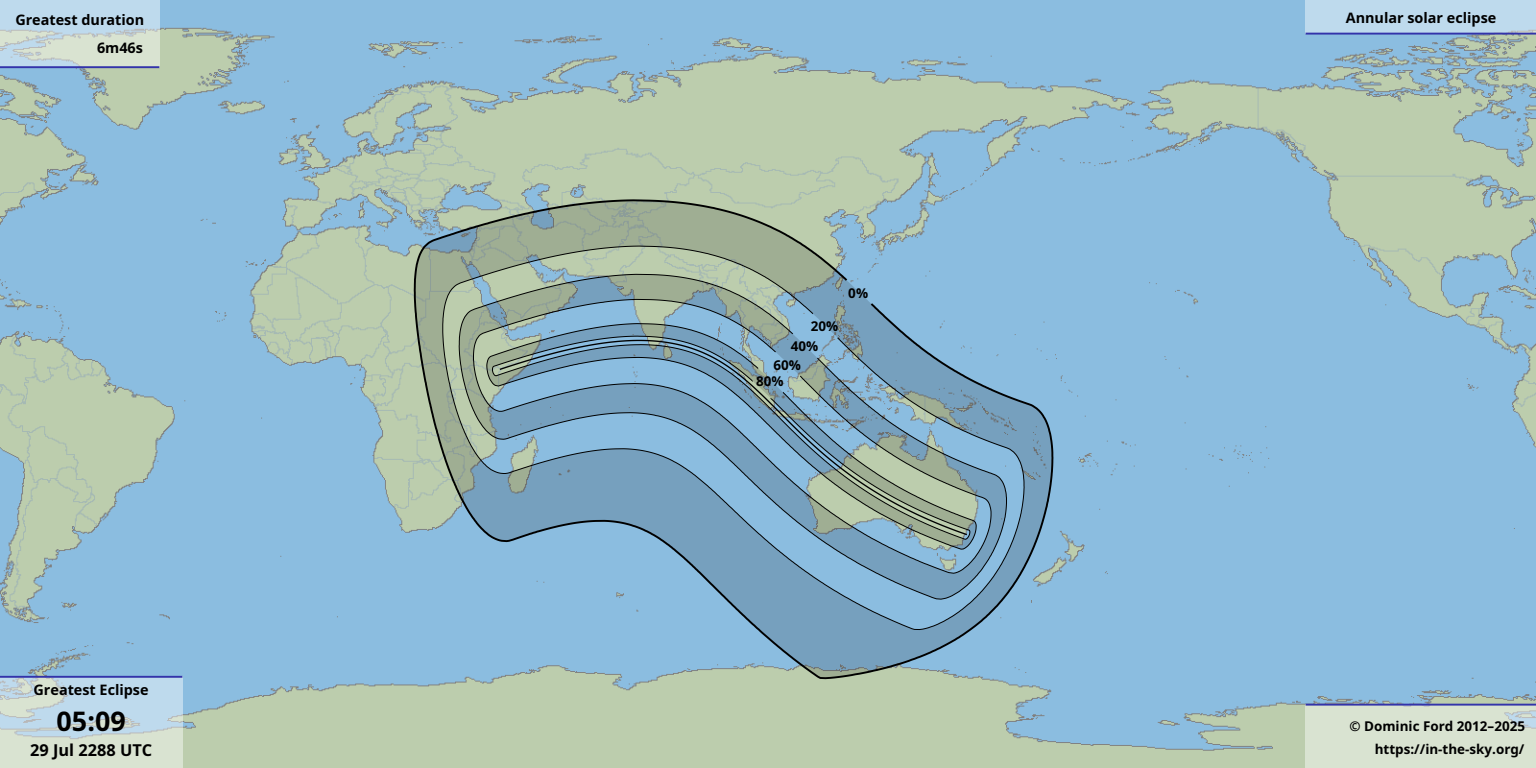 Greatest duration
6m46s
Annular solar eclipse
0%
20%
40%
60%
80%
Greatest Eclipse
05:09
29 Jul 2288 UTC
© Dominic Ford 2012–2025
https://in-the-sky.org/